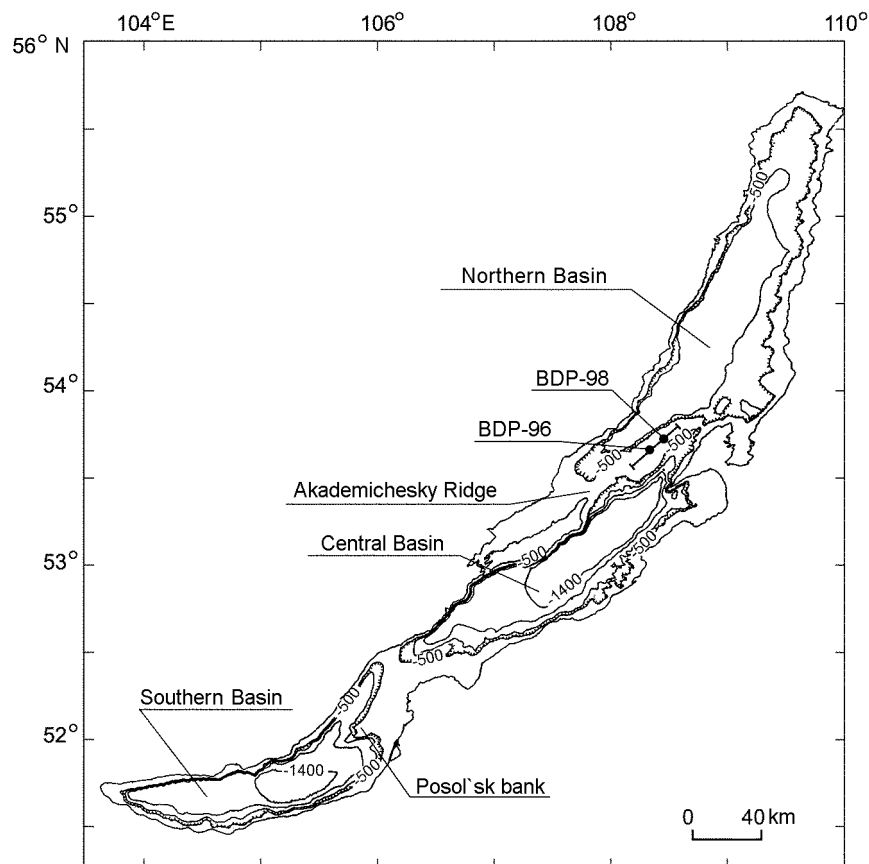 104°E 106° 108° 110°
56° N
-500
55°
Northern Basin
54°
BDP-98
BDP-96
-500
-500
Akademichesky Ridge
53°
Central Basin
-500
-500
-1400
-500
Southern Basin
-500
52°
-1400
-500
Posol`sk bank
0 40 km